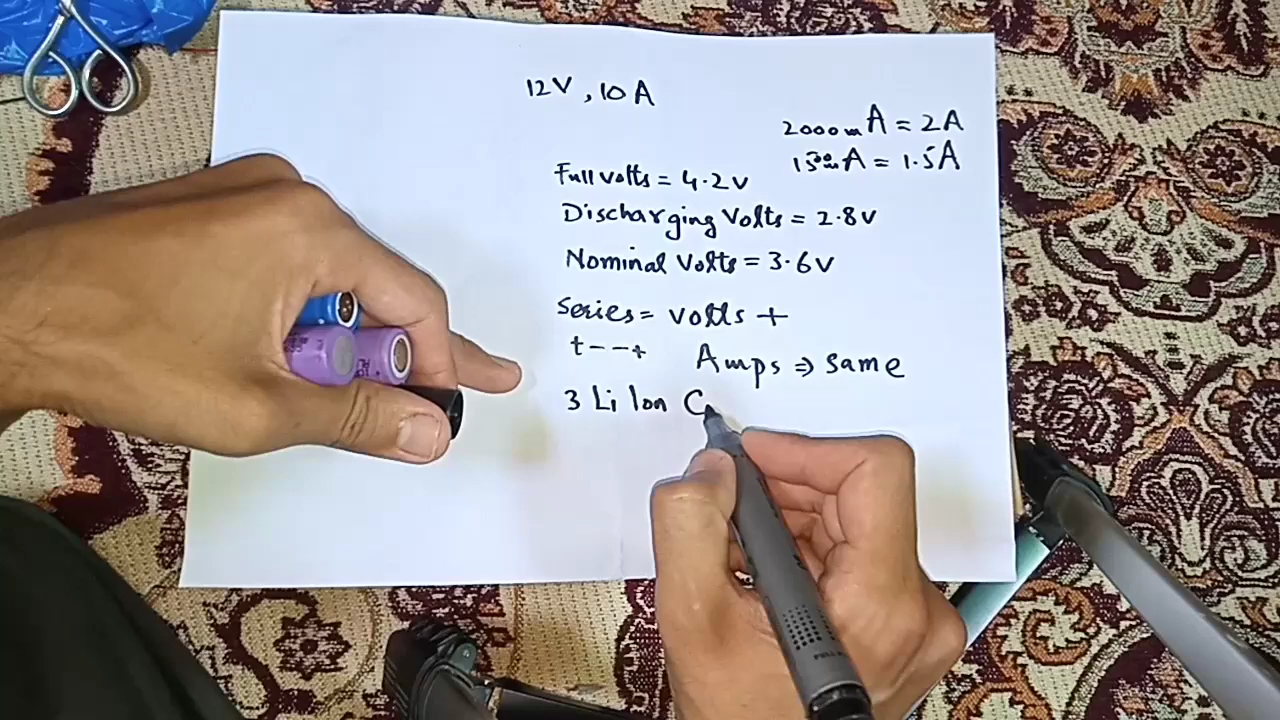 12V, 10A
2000mA = 2A
1500mA = 1.5A
Full volts = 4.2V
Discharging Volts = 2.8V
Nominal Volts = 3.6V
Series = volts +
Amps ⇒ same
3 Li Ion C